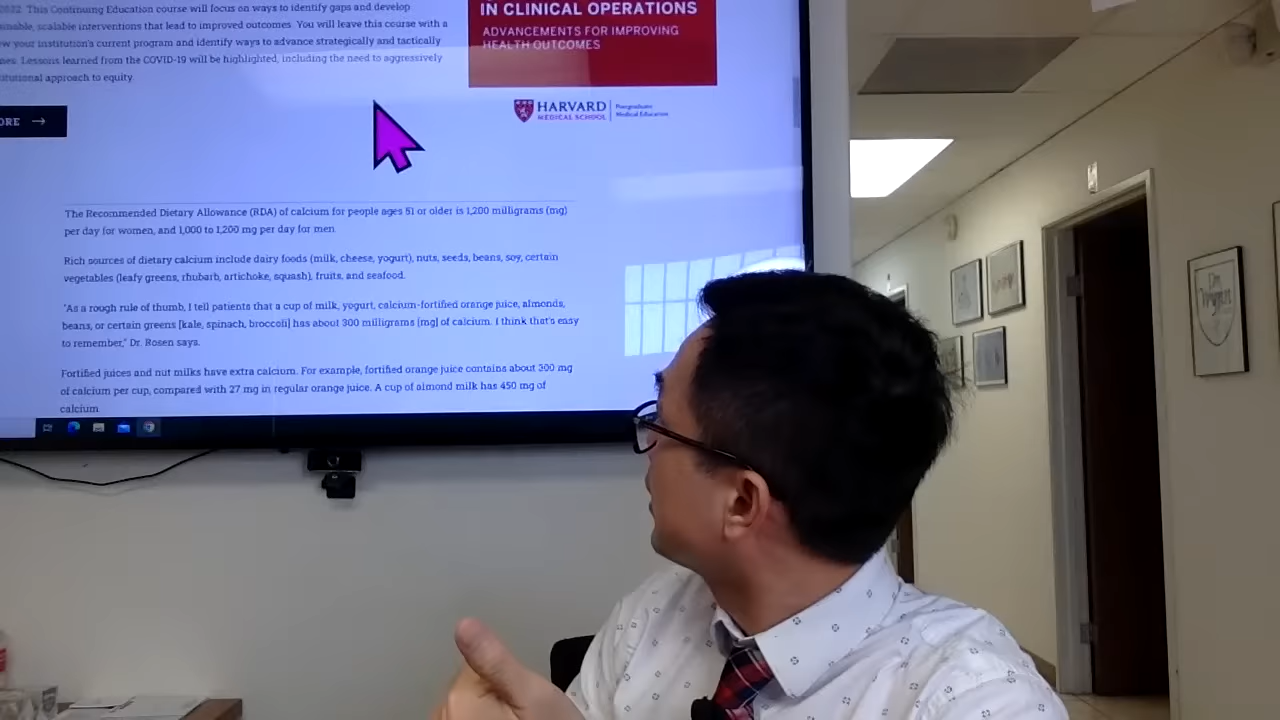 2022. This Continuing Education course will focus on ways to identify gaps and develop
scalable interventions that lead to improved outcomes. You will leave this course with a
your institution's current program and identify ways to advance strategically and tactically
Lessons learned from the COVID-19 will be highlighted, including the need to aggressively
approach to equity.
IN CLINICAL OPERATIONS
ADVANCEMENTS FOR IMPROVING
HEALTH OUTCOMES
HARVARD
MEDICAL SCHOOL
Postgraduate
Medical Education
ORE →
The Recommended Dietary Allowance (RDA) of calcium for people ages 51 or older is 1,200 milligrams (mg)
per day for women, and 1,000 to 1,200 mg per day for men.
Rich sources of dietary calcium include dairy foods (milk, cheese, yogurt), nuts, seeds, beans, soy, certain
vegetables (leafy greens, rhubarb, artichoke, squash), fruits, and seafood.
"As a rough rule of thumb, I tell patients that a cup of milk, yogurt, calcium-fortified orange juice, almonds,
beans, or certain greens [kale, spinach, broccoli] has about 300 milligrams [mg] of calcium. I think that's easy
to remember," Dr. Rosen says.
Fortified juices and nut milks have extra calcium. For example, fortified orange juice contains about 300 mg
of calcium per cup, compared with 27 mg in regular orange juice. A cup of almond milk has 450 mg of
calcium.